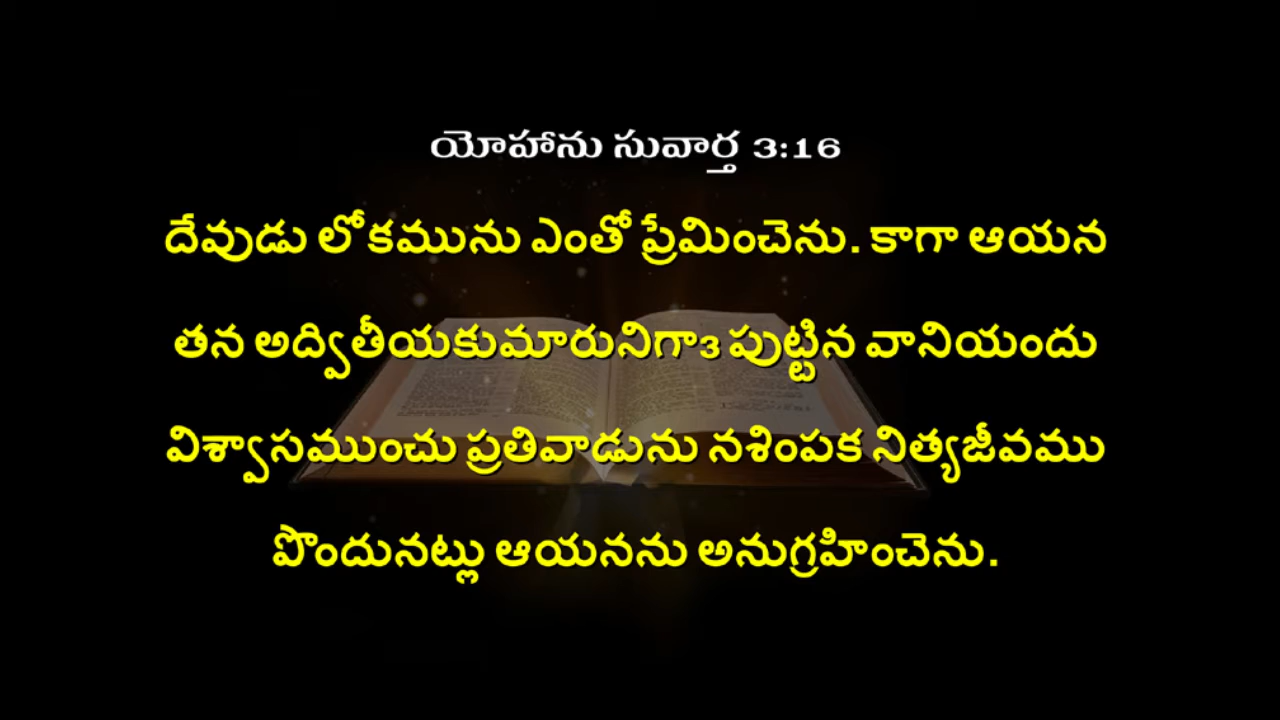 యోహాను సువార్త 3:16
దేవుడు లోకమును ఎంతో ప్రేమించెను. కాగా ఆయన
తన అద్వితీయకుమారునిగా3 పుట్టిన వానియందు
విశ్వాసముంచు ప్రతివాడును నశింపక నిత్యజీవము
పొందునట్లు ఆయనను అనుగ్రహించెను.